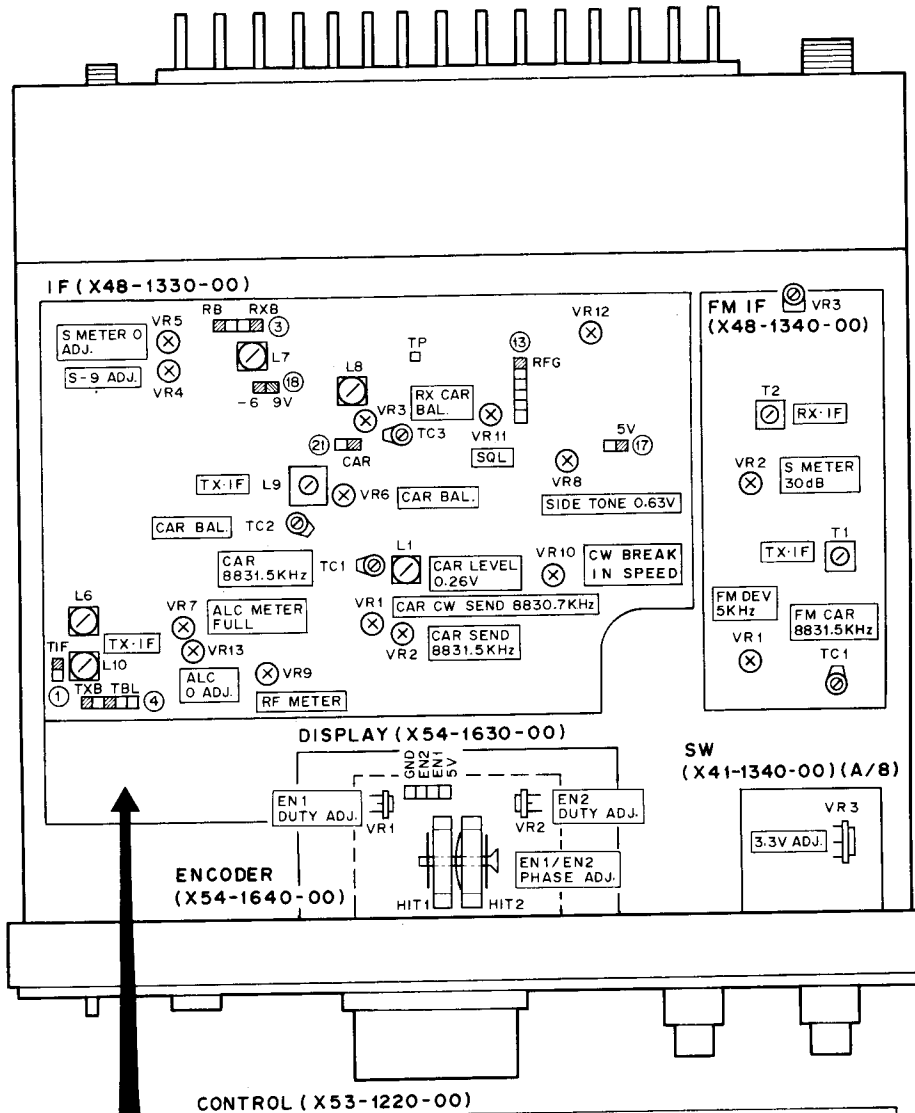 IF (X48-1330-00)
RB RXB
③
VR5
S METER 0
ADJ.
L7
S-9 ADJ.
VR4
-6 9V
⑱
L8
TP
⑬
RFG
VR12
RX CAR
BAL.
VR3
TC3
VR11
SQL
㉑
CAR
5V
⑰
VR8
SIDE TONE 0.63V
TX·IF
L9
VR6
CAR BAL.
CAR BAL.
TC2
CAR
8831.5KHz
TC1
L1
CAR LEVEL
0.26V
VR10
CW BREAK
IN SPEED
L6
VR7
ALC METER
FULL
VR1
CAR CW SEND 8830.7KHz
VR2
CAR SEND
8831.5KHz
TIF
TX·IF
L10
VR13
ALC
0 ADJ.
VR9
RF METER
①
TXB TBL
④
FM IF
(X48-1340-00)
VR3
T2
RX·IF
VR2
S METER
30dB
T1
TX·IF
FM DEV
5KHz
FM CAR
8831.5KHz
VR1
TC1
DISPLAY (X54-1630-00)
GND
EN2
EN1
5V
EN1
DUTY ADJ.
VR1
VR2
EN2
DUTY ADJ.
EN1/EN2
PHASE ADJ.
ENCODER
(X54-1640-00)
HIT1
HIT2
SW
(X41-1340-00)(A/8)
VR3
3.3V ADJ.
CONTROL (X53-1220-00)